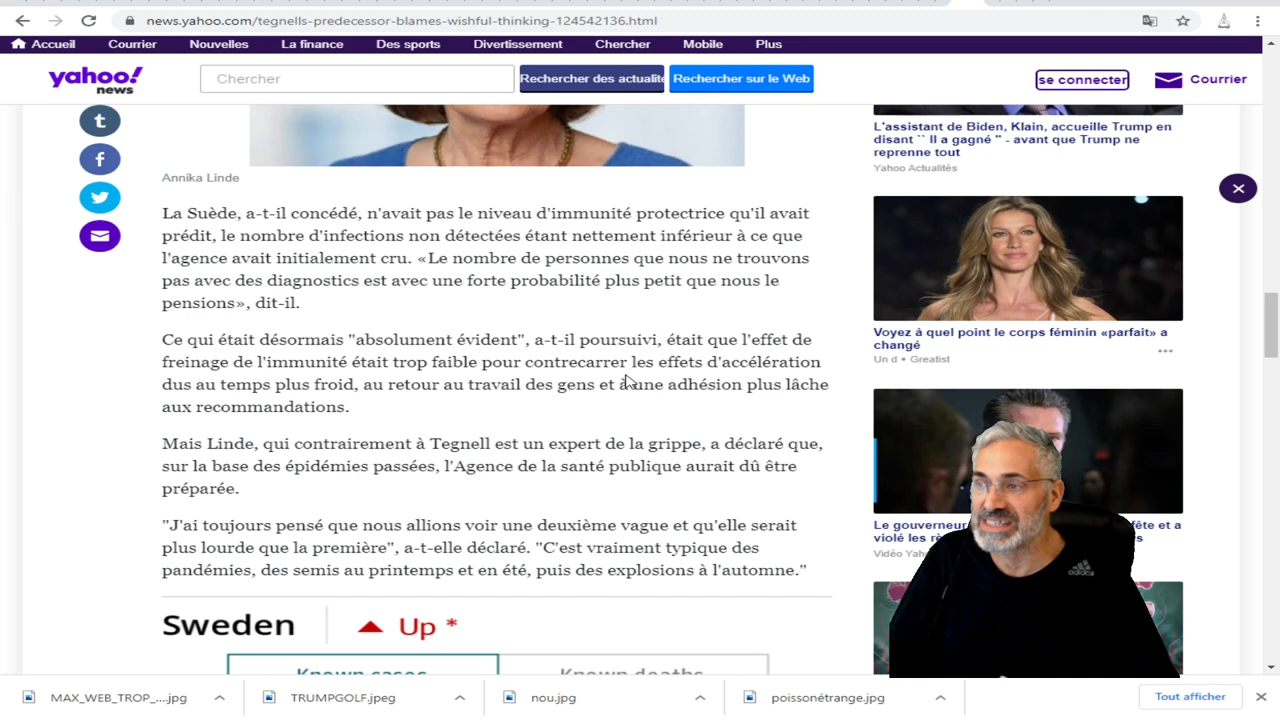 news.yahoo.com/tegnells-predecessor-blames-wishful-thinking-124542136.html
Accueil Courrier Nouvelles La finance Des sports Divertissement Chercher Mobile Plus
yahoo!
news
Chercher
Rechercher des actualité
Rechercher sur le Web
se connecter
Courrier
Annika Linde
La Suède, a-t-il concédé, n'avait pas le niveau d'immunité protectrice qu'il avait
prédit, le nombre d'infections non détectées étant nettement inférieur à ce que
l'agence avait initialement cru. «Le nombre de personnes que nous ne trouvons
pas avec des diagnostics est avec une forte probabilité plus petit que nous le
pensions», dit-il.
Ce qui était désormais "absolument évident", a-t-il poursuivi, était que l'effet de
freinage de l'immunité était trop faible pour contrecarrer les effets d'accélération
dus au temps plus froid, au retour au travail des gens et à une adhésion plus lâche
aux recommandations.
Mais Linde, qui contrairement à Tegnell est un expert de la grippe, a déclaré que,
sur la base des épidémies passées, l'Agence de la santé publique aurait dû être
préparée.
"J'ai toujours pensé que nous allions voir une deuxième vague et qu'elle serait
plus lourde que la première", a-t-elle déclaré. "C'est vraiment typique des
pandémies, des semis au printemps et en été, puis des explosions à l'automne."
Sweden
Up *
Known cases
Known deaths
L'assistant de Biden, Klain, accueille Trump en
disant `` Il a gagné '' - avant que Trump ne
reprenne tout
Yahoo Actualités
Voyez à quel point le corps féminin «parfait» a
changé
Un d • Greatist
Le gouverneur
fête et a
violé les
Vidéo
adidas
MAX_WEB_TROP_....jpg
TRUMPGOLF.jpeg
nou.jpg
poissonétrange.jpg
Tout afficher